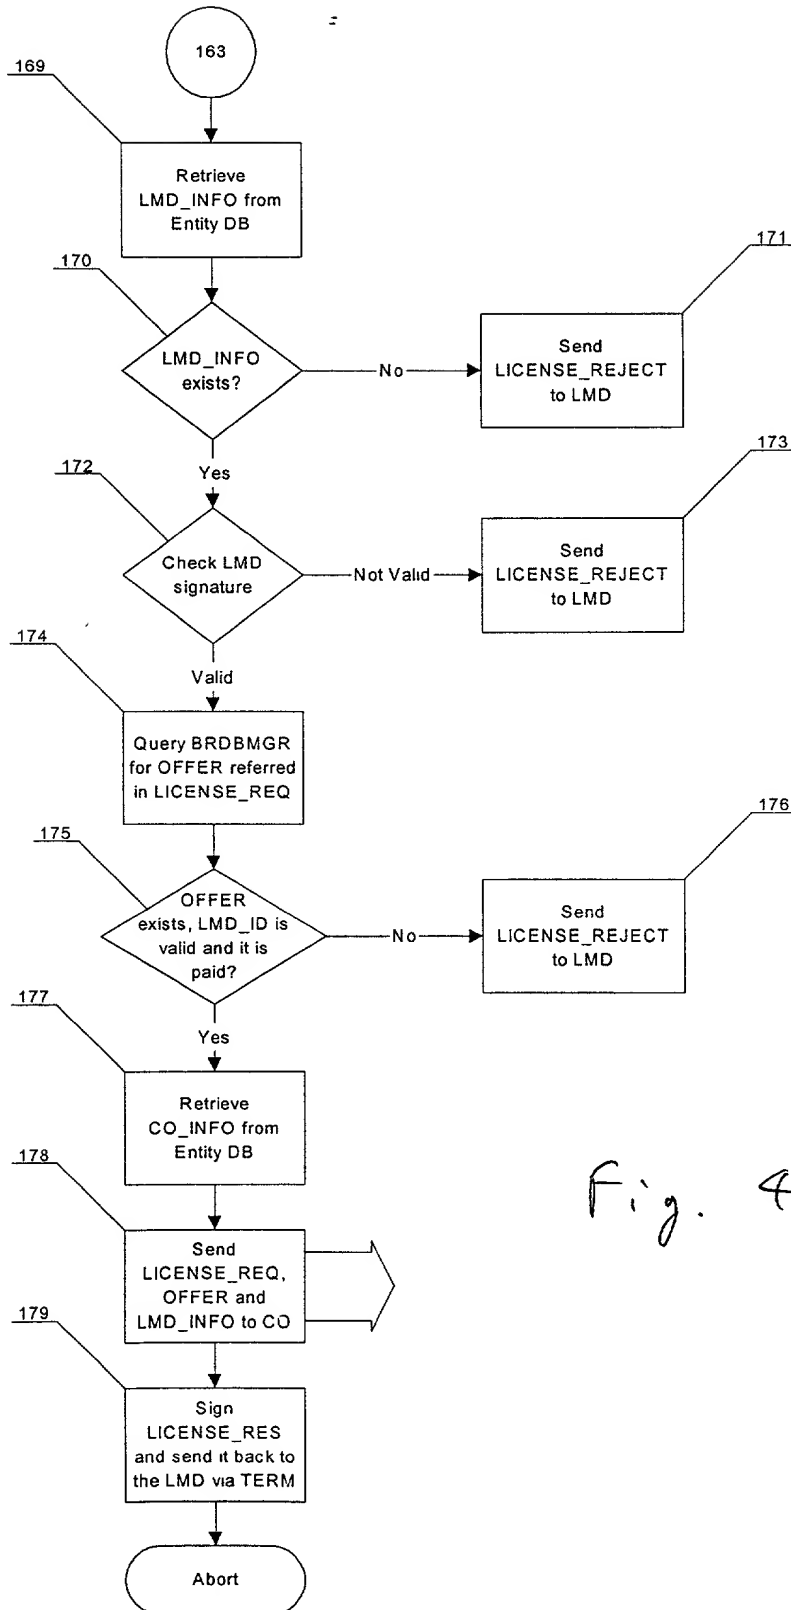 163
169
Retrieve
LMD_INFO from
Entity DB
170
171
LMD_INFO
exists?
No
Send
LICENSE_REJECT
to LMD
Yes
172
173
Check LMD
signature
Not Valid
Send
LICENSE_REJECT
to LMD
174
Valid
Query BRDBMGR
for OFFER referred
in LICENSE_REQ
175
176
OFFER
exists, LMD_ID is
valid and it is
paid?
No
Send
LICENSE_REJECT
to LMD
177
Yes
Retrieve
CO_INFO from
Entity DB
178
Send
LICENSE_REQ,
OFFER and
LMD_INFO to CO
Fig. 4
179
Sign
LICENSE_RES
and send it back to
the LMD via TERM
Abort